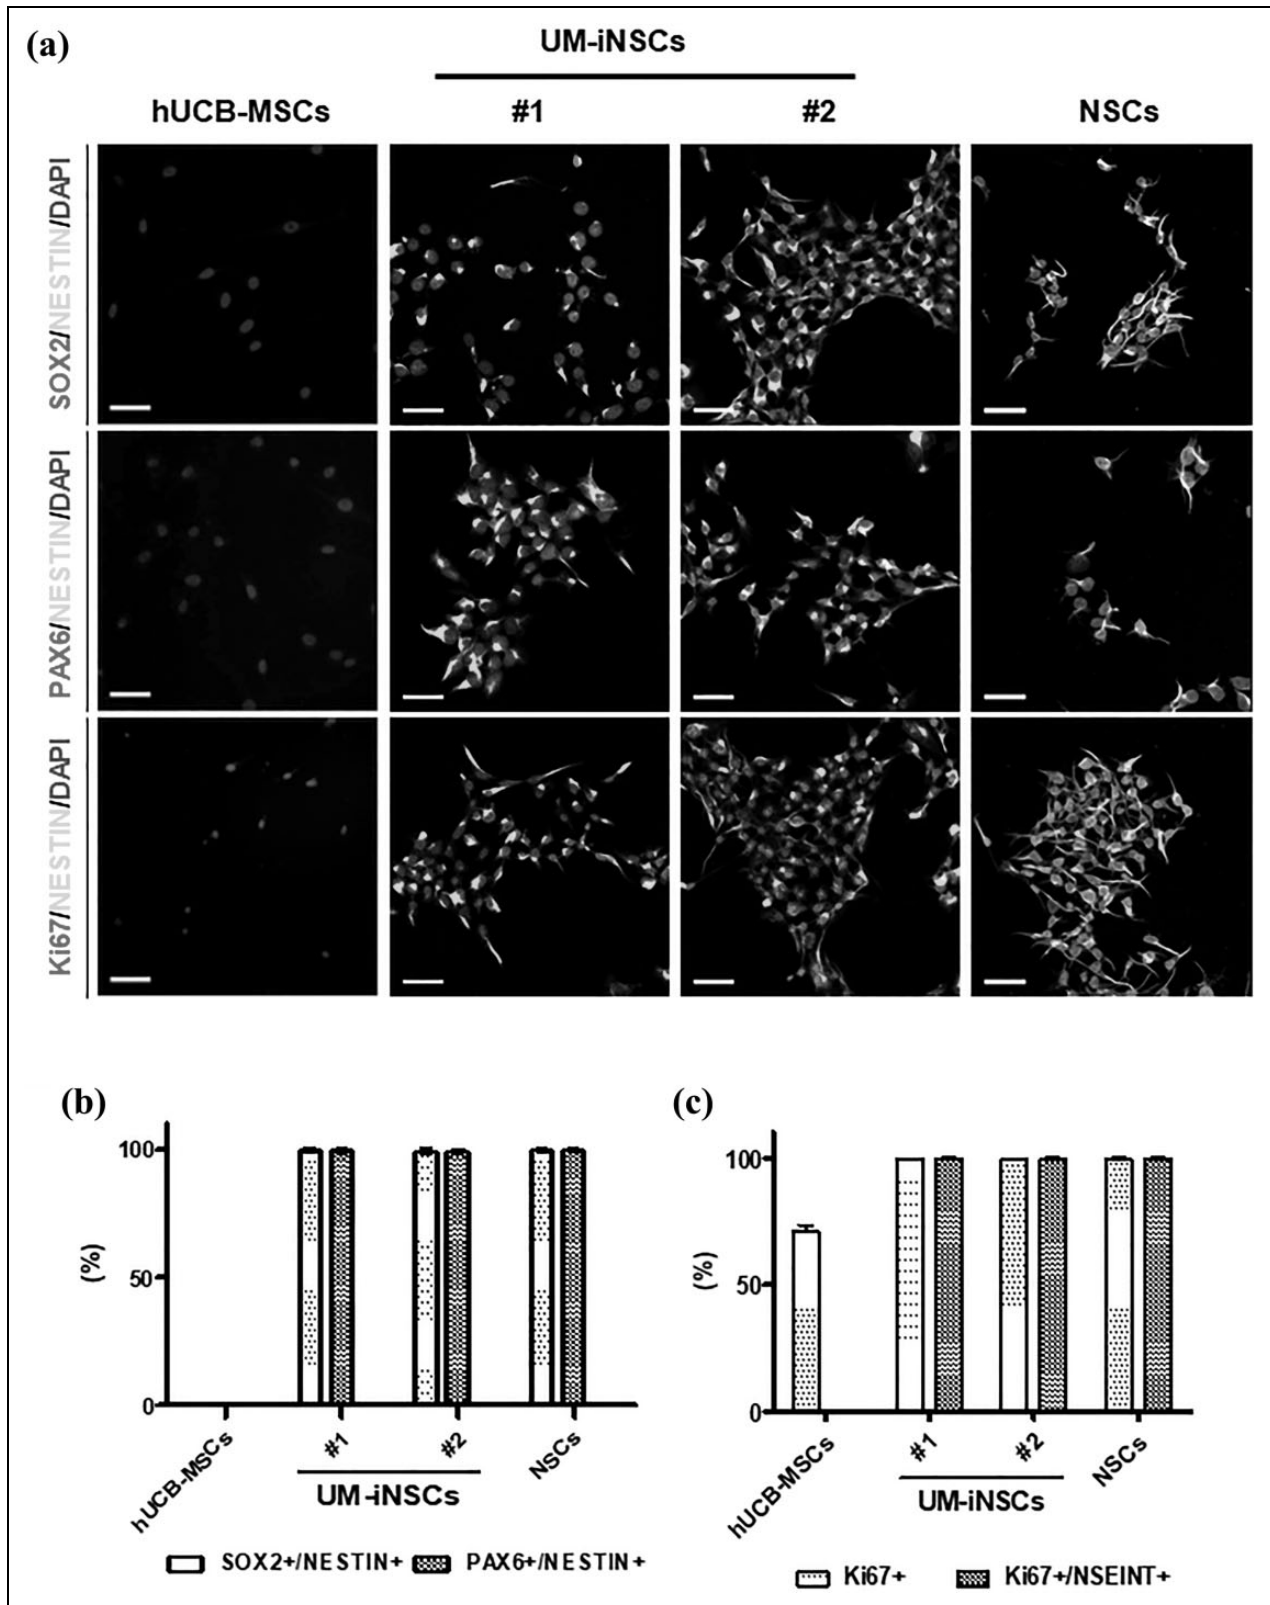 (a)
UM-iNSCs
hUCB-MSCs #1 #2 NSCs
SOX2/NESTIN/DAPI
PAX6/NESTIN/DAPI
Ki67/NESTIN/DAPI
(b)
100
50
0
(%)
hUCB-MSCs #1 #2 NSCs
UM-iNSCs
SOX2+/NESTIN+ PAX6+/NESTIN+
(c)
100
50
0
(%)
hUCB-MSCs #1 #2 NSCs
UM-iNSCs
Ki67+ Ki67+/NSEINT+